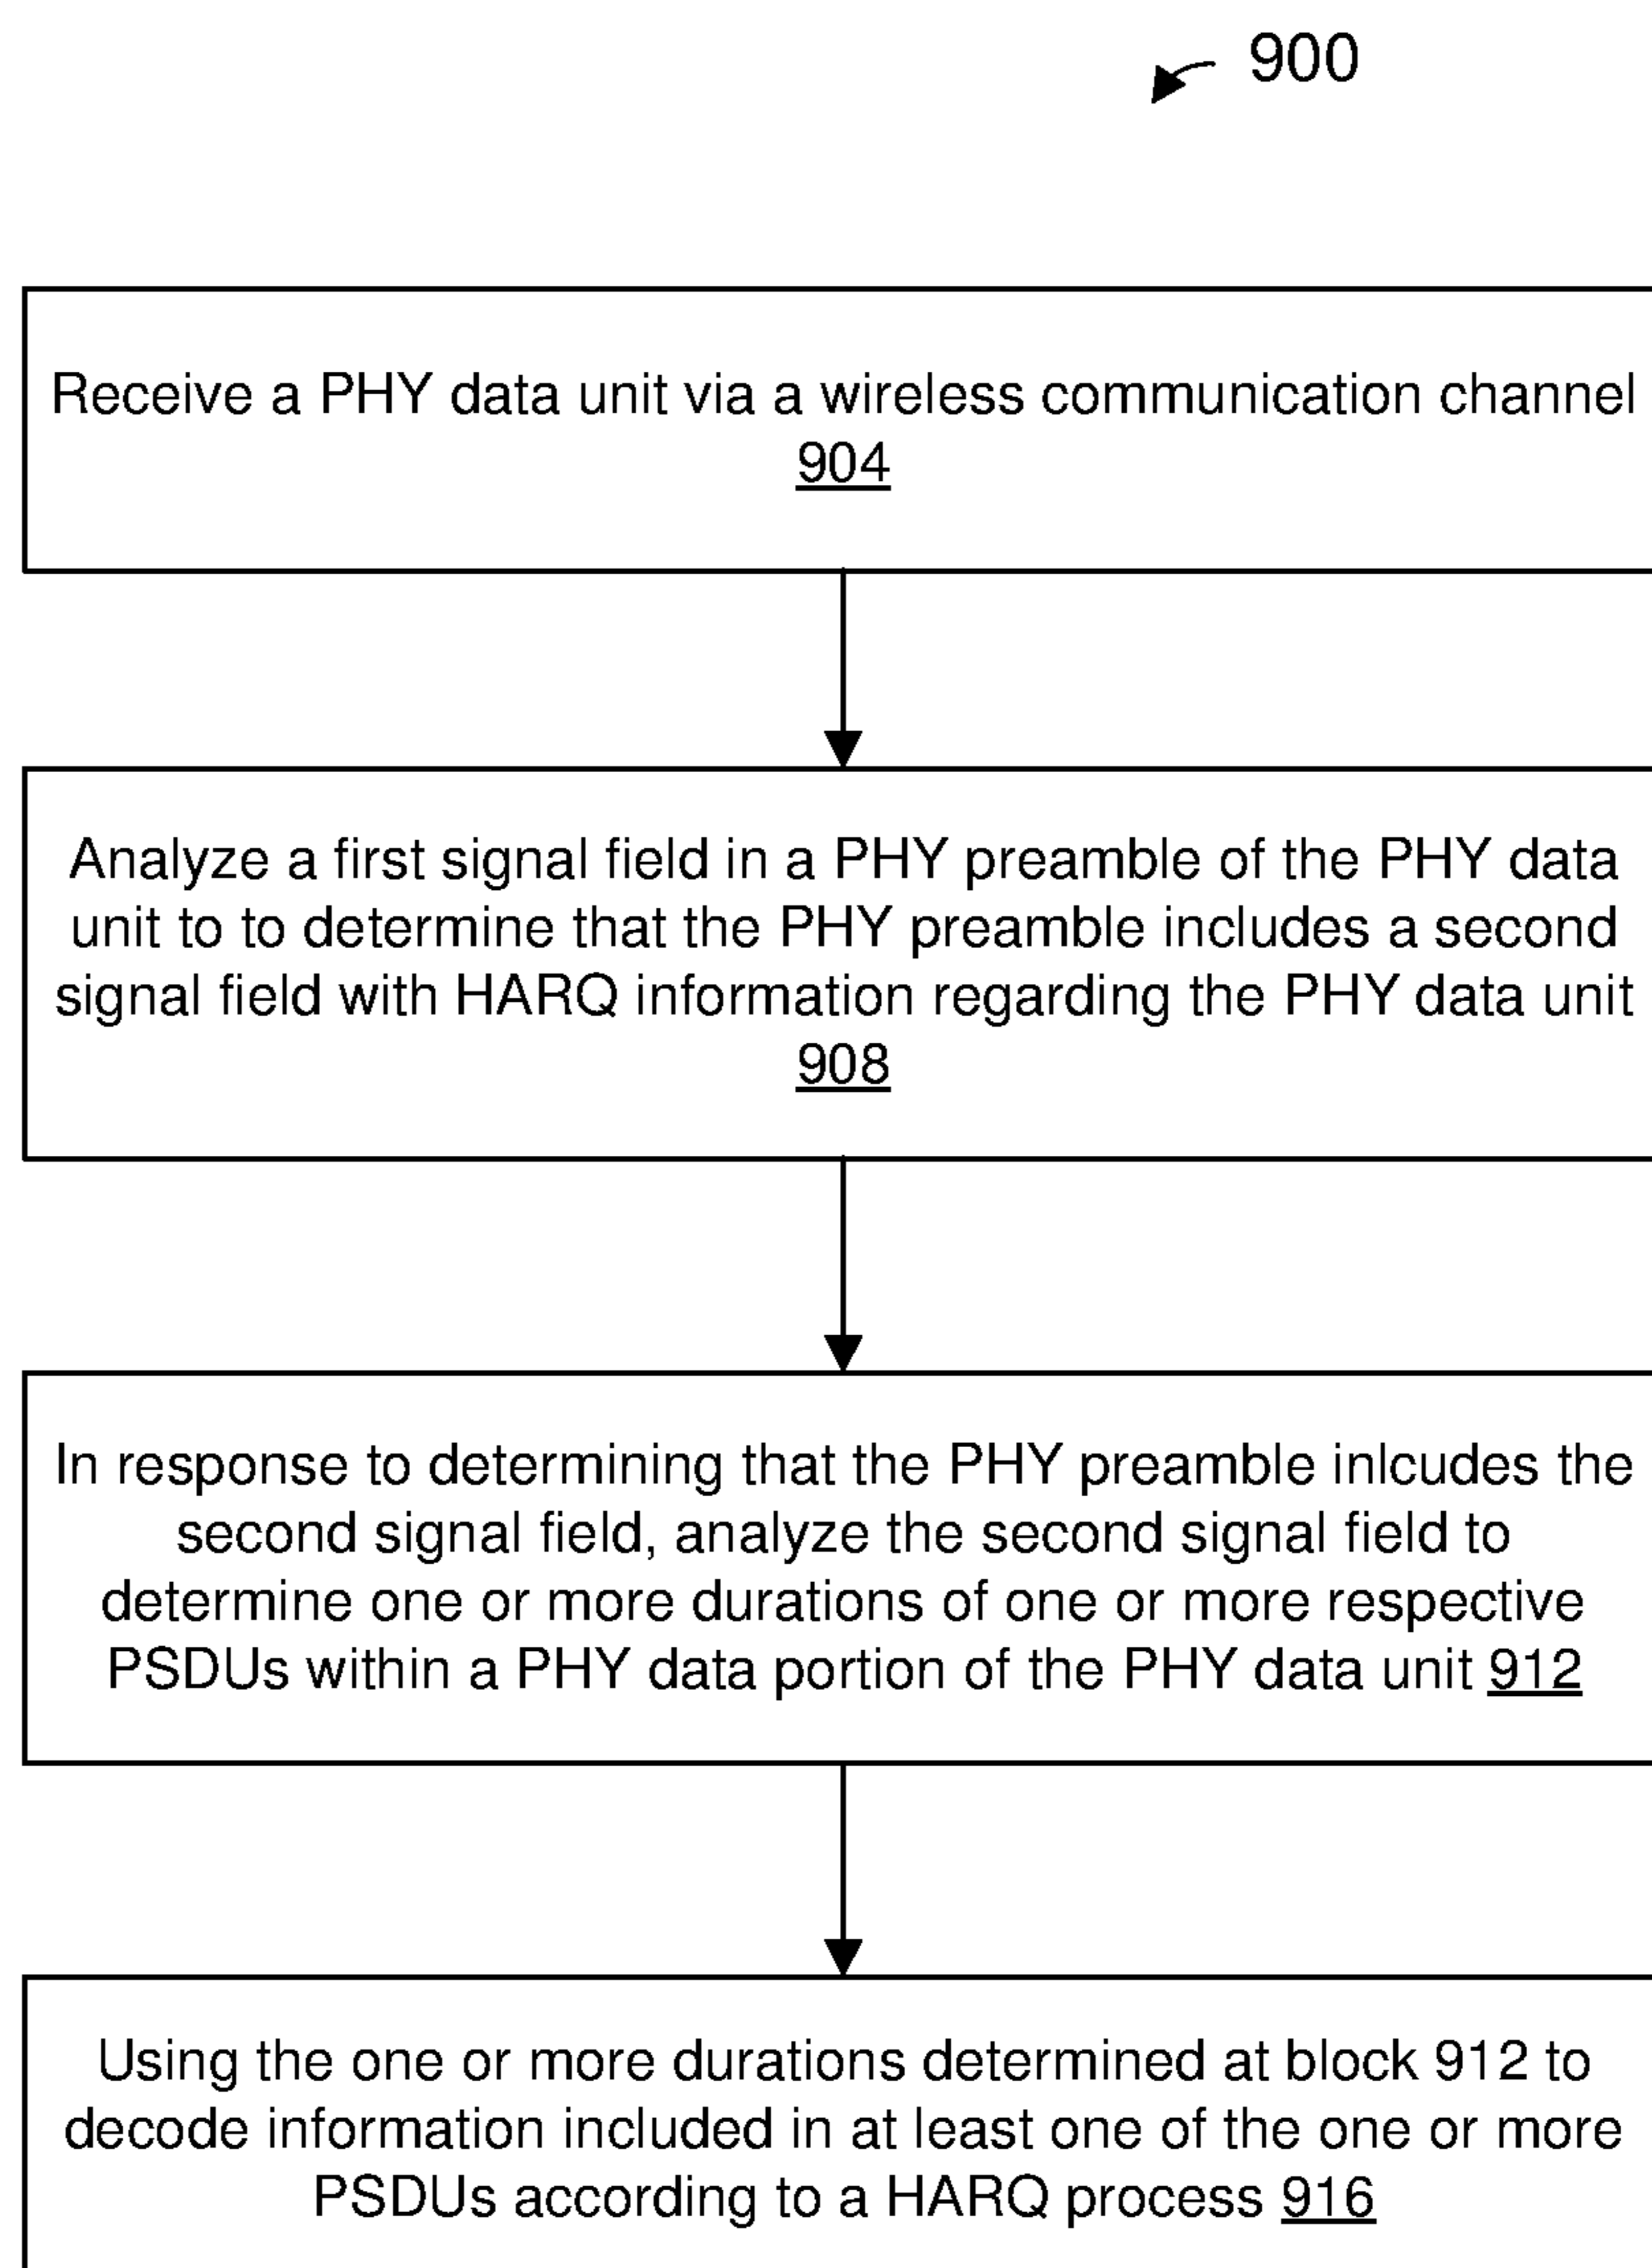 900
Receive a PHY data unit via a wireless communication channel
904
Analyze a first signal field in a PHY preamble of the PHY data
unit to to determine that the PHY preamble includes a second
signal field with HARQ information regarding the PHY data unit
908
In response to determining that the PHY preamble inlcudes the
second signal field, analyze the second signal field to
determine one or more durations of one or more respective
PSDUs within a PHY data portion of the PHY data unit 912
Using the one or more durations determined at block 912 to
decode information included in at least one of the one or more
PSDUs according to a HARQ process 916